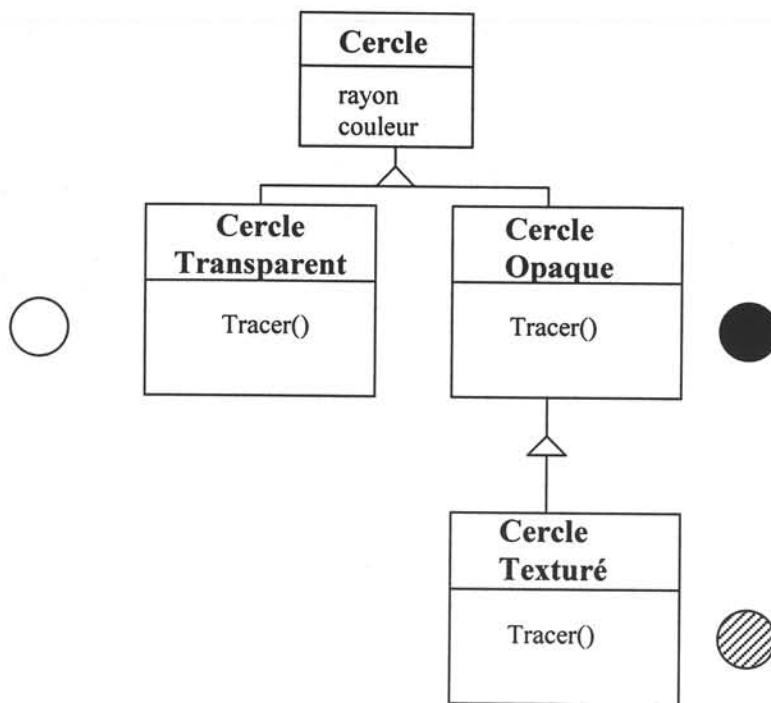 Cercle
rayon
couleur
Cercle
Transparent
Tracer()
Cercle
Opaque
Tracer()
Cercle
Texturé
Tracer()